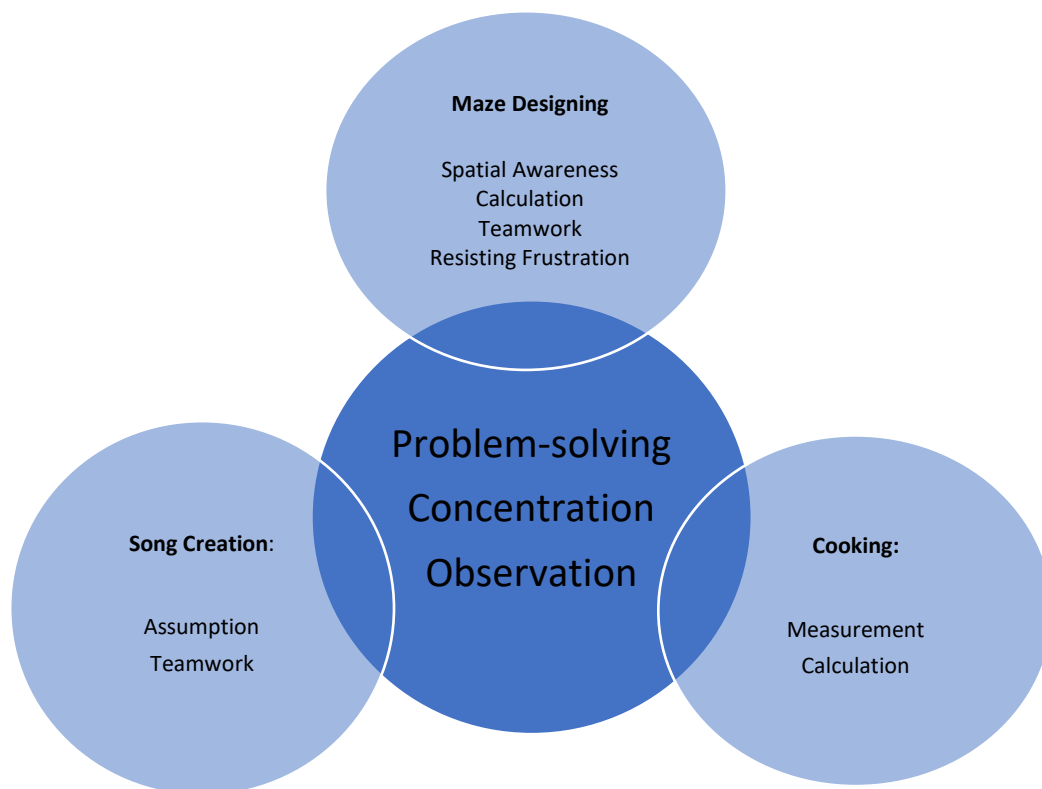 Maze Designing
Spatial Awareness
Calculation
Teamwork
Resisting Frustration
Problem-solving
Concentration
Observation
Song Creation:
Assumption
Teamwork
Cooking:
Measurement
Calculation